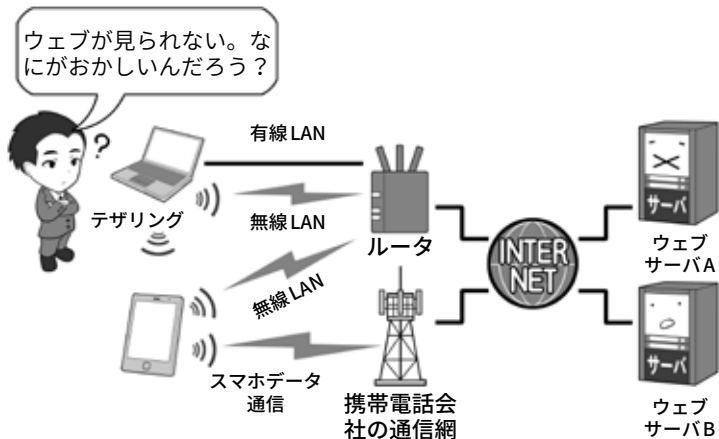 ウェブが見られない。な
にがおかしいんだろう？
?
有線LAN
テザリング
無線LAN
ルータ
無線LAN
スマホデータ
通信
携帯電話会
社の通信網
INTER
NET
サーバ
ウェブ
サーバA
サーバ
ウェブ
サーバB